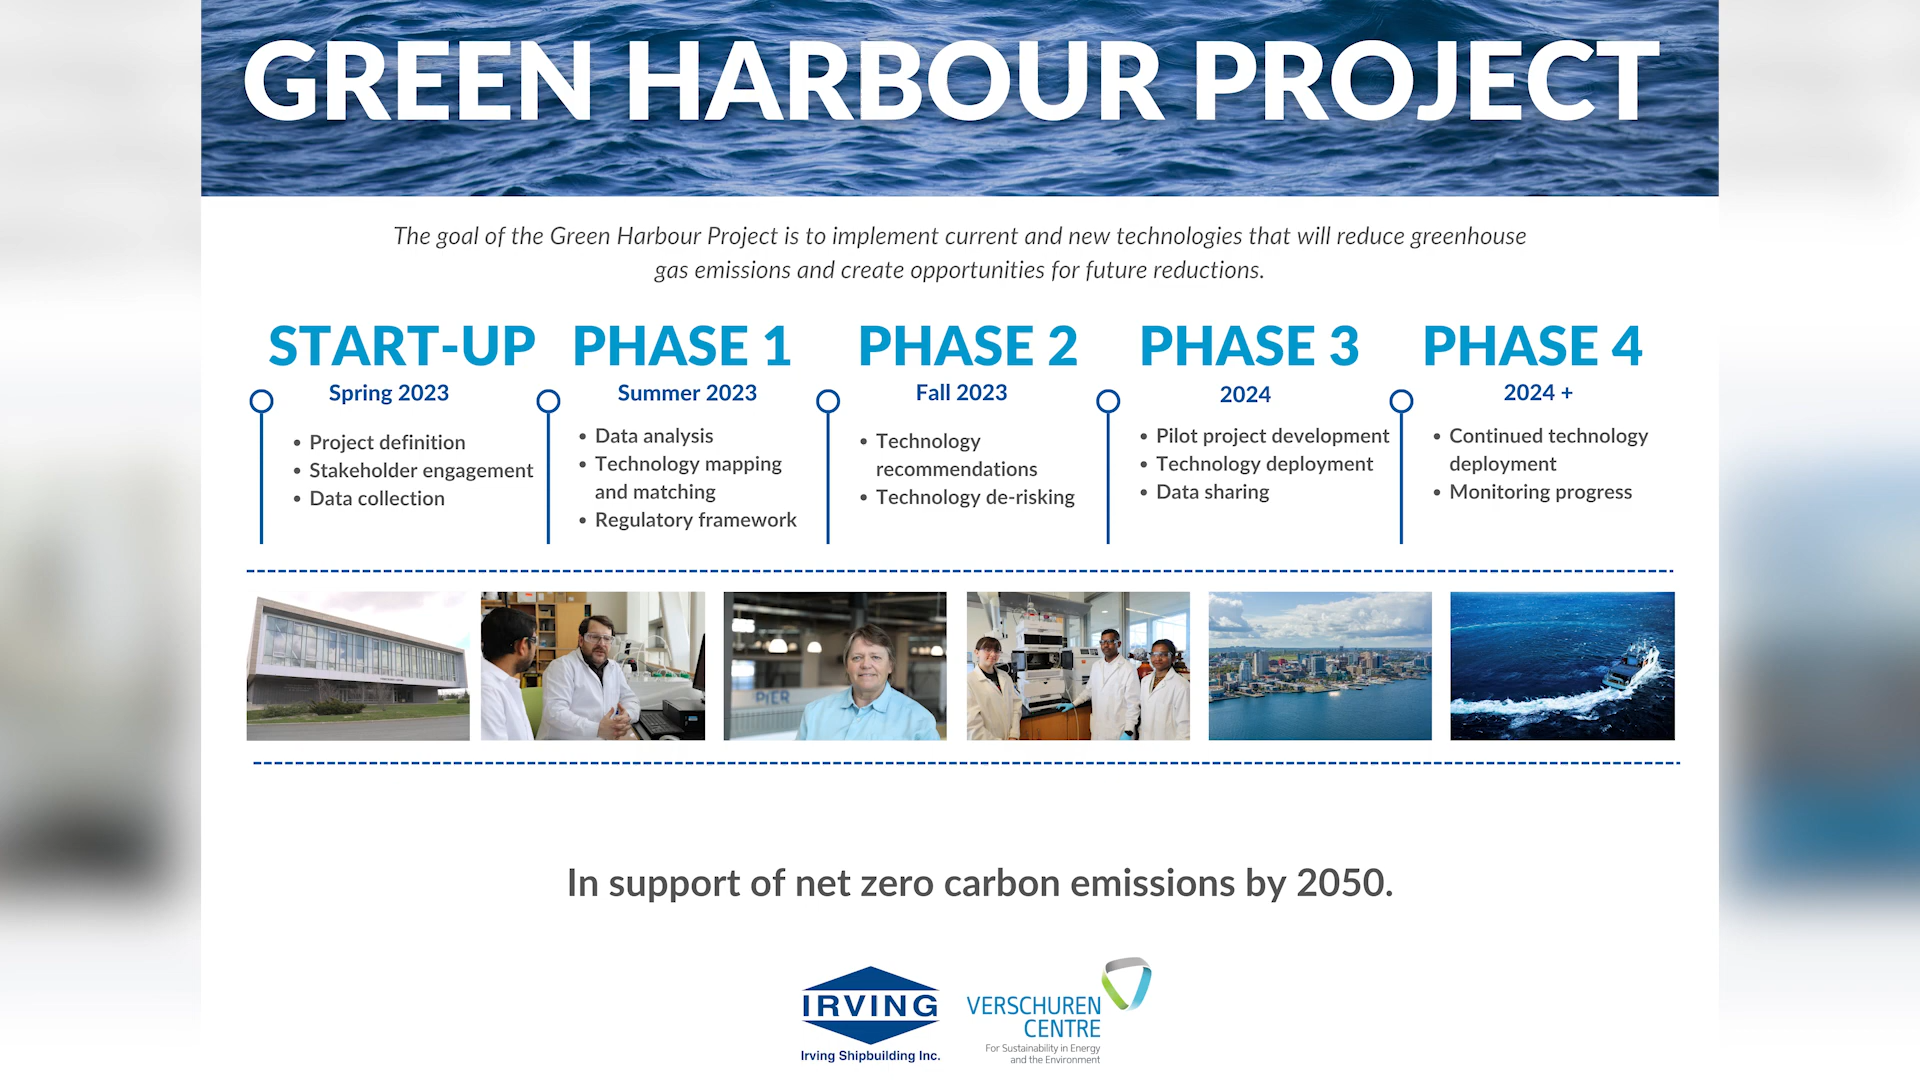 GREEN HARBOUR PROJECT
The goal of the Green Harbour Project is to implement current and new technologies that will reduce greenhouse
gas emissions and create opportunities for future reductions.
START-UP
Spring 2023
• Project definition
• Stakeholder engagement
• Data collection
PHASE 1
Summer 2023
• Data analysis
• Technology mapping
and matching
• Regulatory framework
PHASE 2
Fall 2023
• Technology
recommendations
• Technology de-risking
PHASE 3
2024
• Pilot project development
• Technology deployment
• Data sharing
PHASE 4
2024 +
• Continued technology
deployment
• Monitoring progress
PIER
In support of net zero carbon emissions by 2050.
IRVING
Irving Shipbuilding Inc.
VERSCHUREN
CENTRE
For Sustainability in Energy
and the Environment